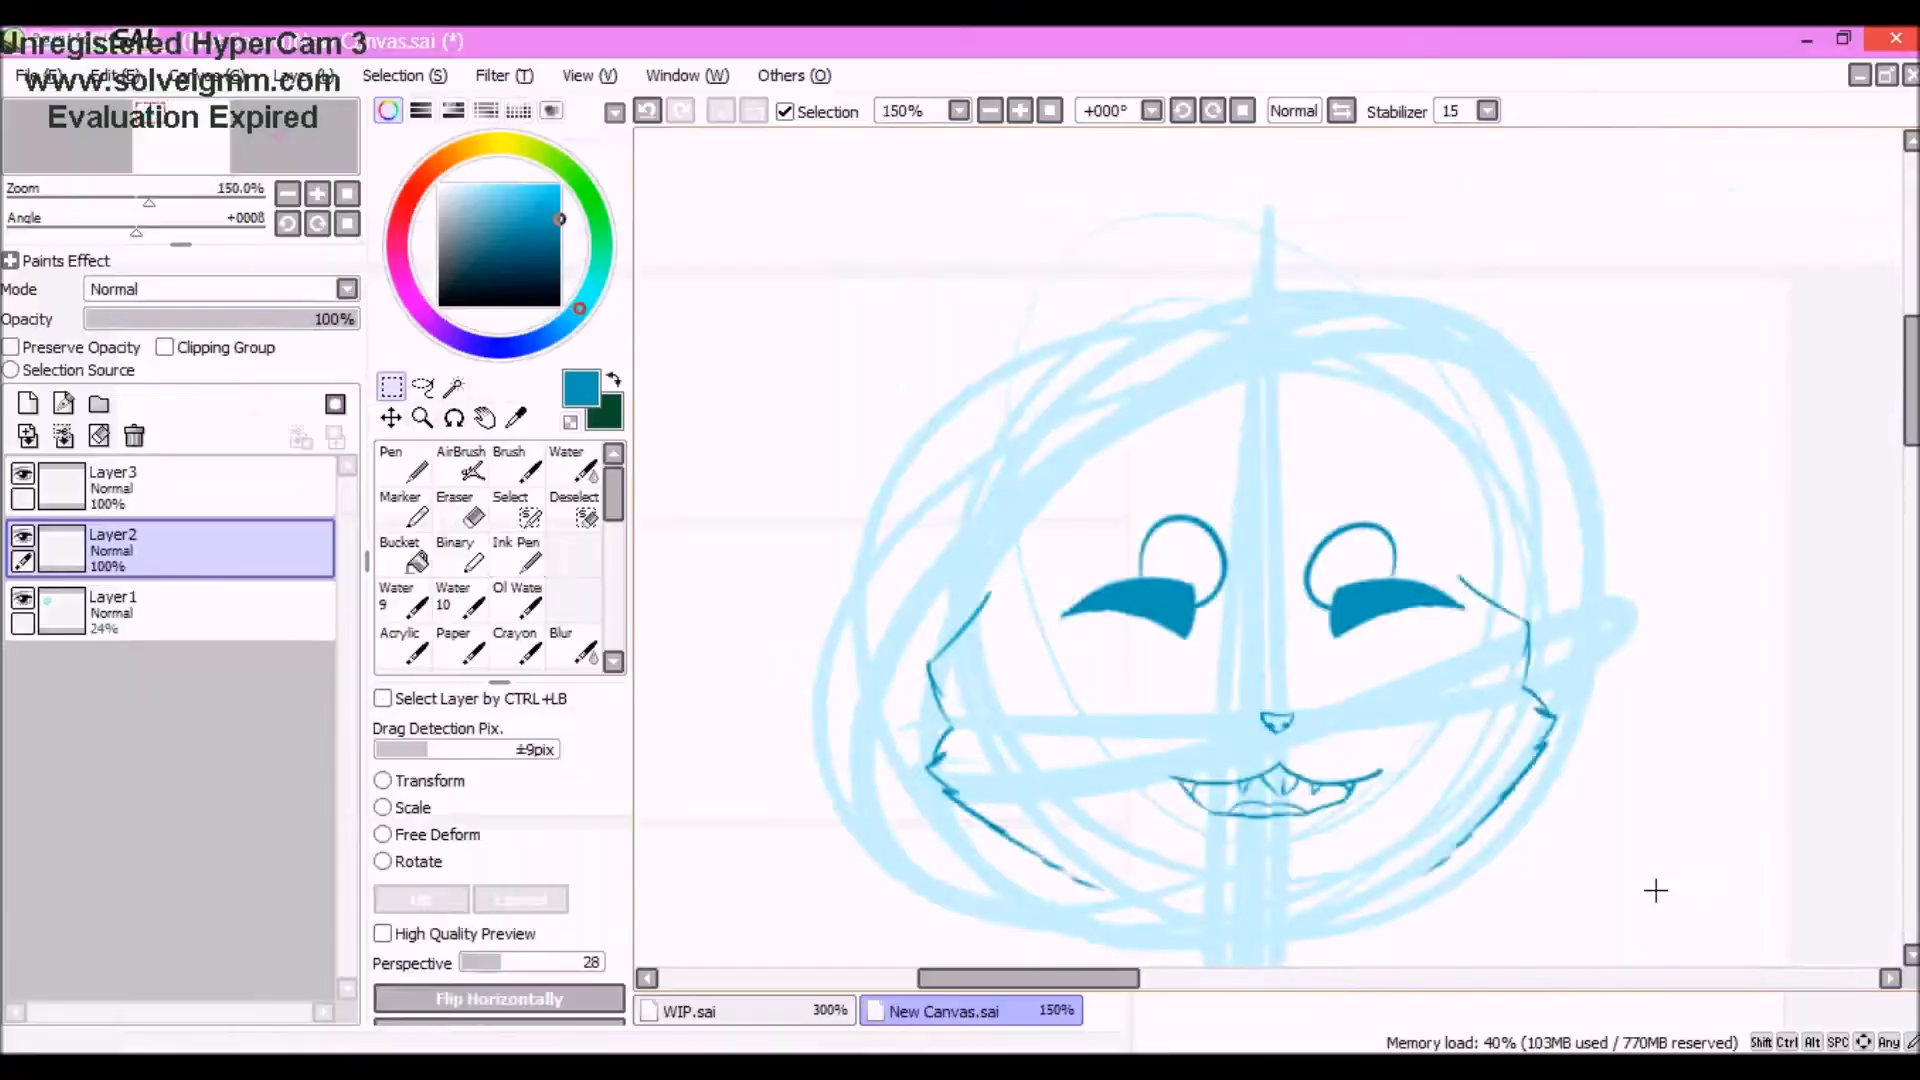 Unregistered HyperCam 3
SAI
Canvas.sai (*)
www.solveigmm.com
Evaluation Expired
Selection (S) Filter (T) View (V) Window (W) Others (O)
Selection 150% +000° Normal Stabilizer 15
Zoom 150.0%
Angle +0008
Paints Effect
Mode Normal
Opacity 100%
Preserve Opacity Clipping Group
Selection Source
Layer3
Normal
100%
Layer2
Normal
100%
Layer1
Normal
24%
Pen AirBrush Brush Water
Marker Eraser Select Deselect
Bucket Binary Ink Pen
Water 9 Water 10 Oil Wate
Acrylic Paper Crayon Blur
Select Layer by CTRL+LB
Drag Detection Pix.
±9pix
Transform
Scale
Free Deform
Rotate
High Quality Preview
Perspective 28
Flip Horizontally
WIP.sai 300% New Canvas.sai 150%
Memory load: 40% (103MB used / 770MB reserved) Shift Ctrl Alt SPC Any